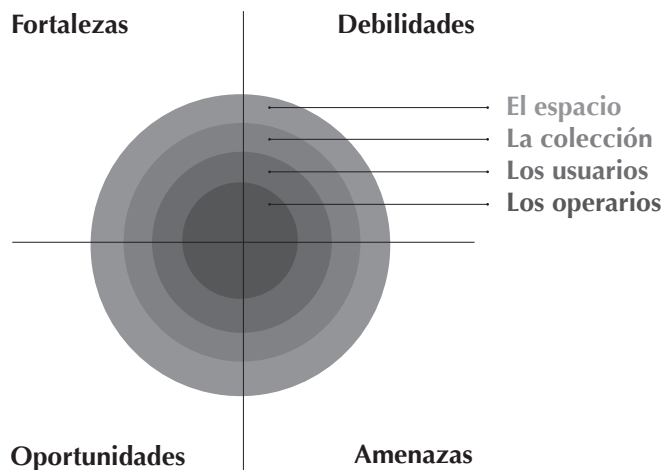 Fortalezas
Debilidades
El espacio
La colección
Los usuarios
Los operarios
Oportunidades
Amenazas